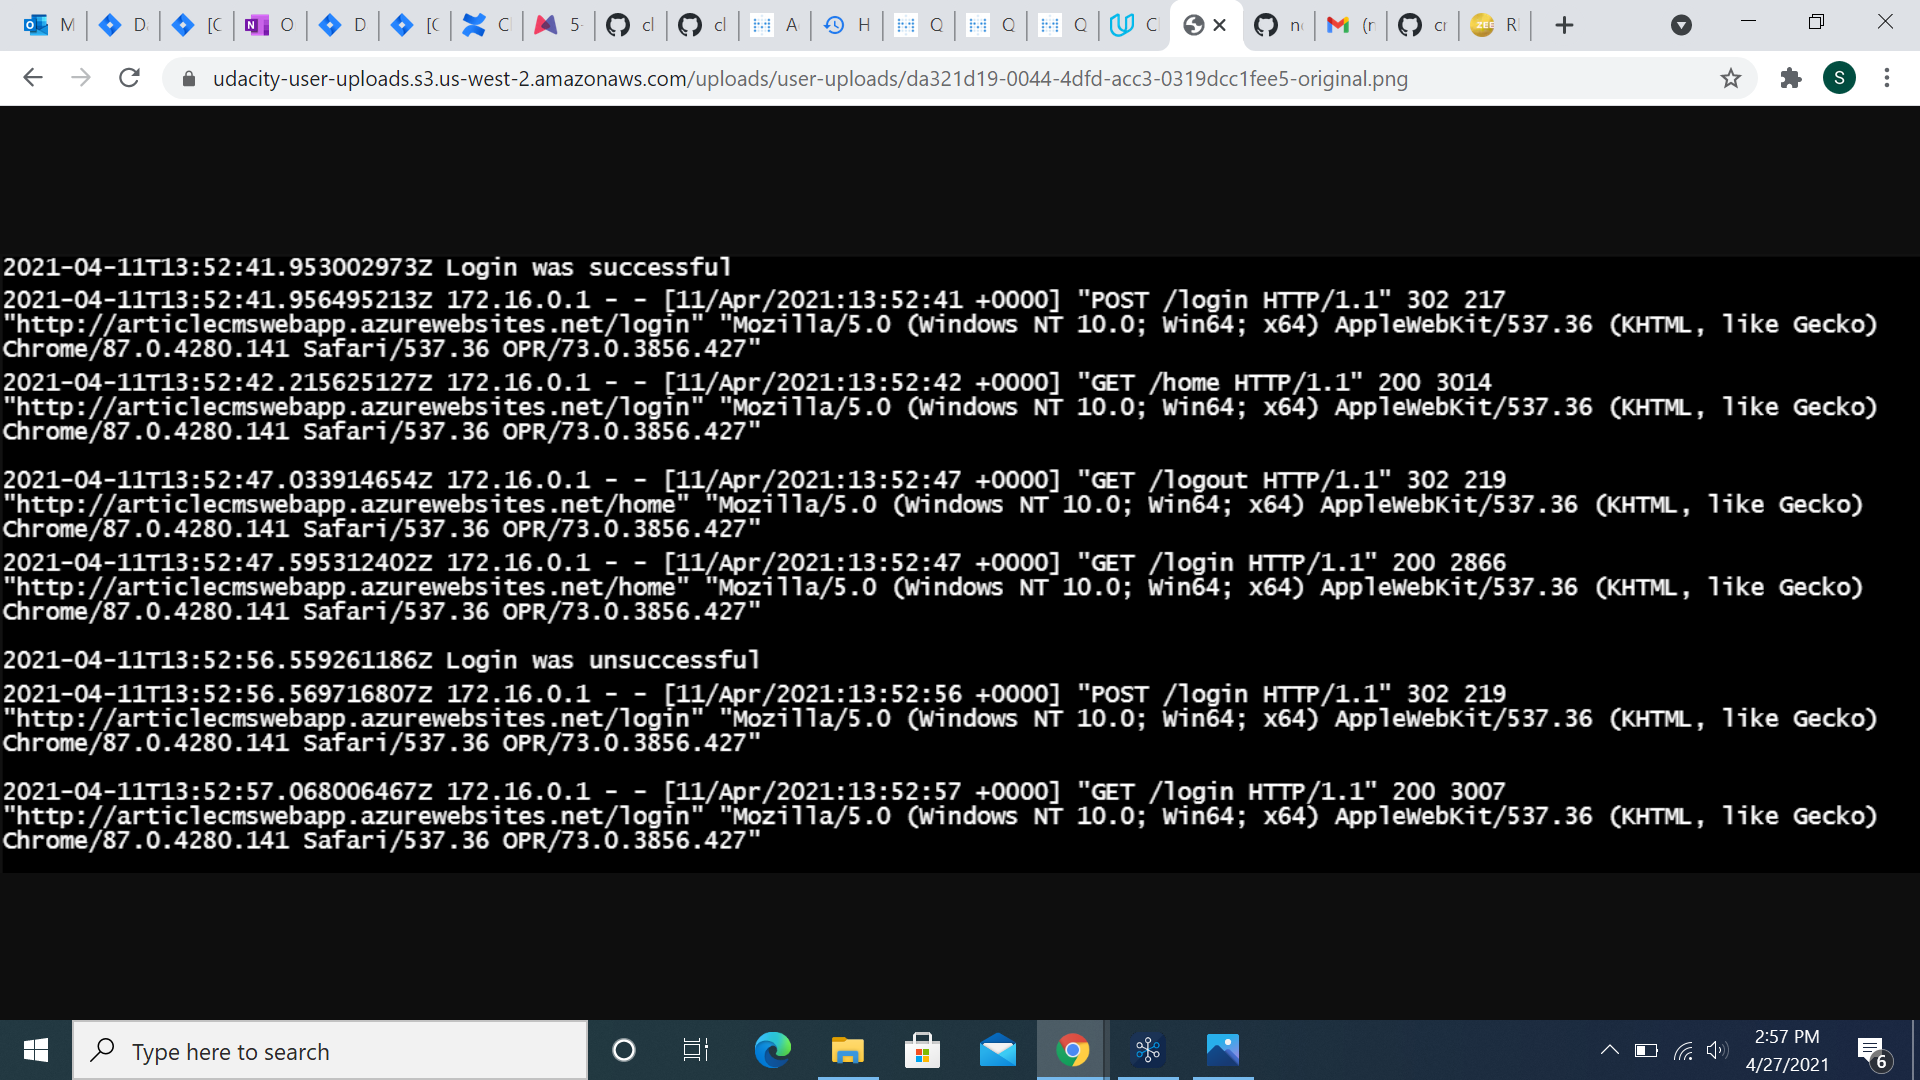 M
Da
[C
O
D
[C
C
5-
cl
cl
A
H
Q
Q
Q
C
n
(n
cr
RI
udacity-user-uploads.s3.us-west-2.amazonaws.com/uploads/user-uploads/da321d19-0044-4dfd-acc3-0319dcc1fee5-original.png
S
2021-04-11T13:52:41.953002973Z Login was successful
2021-04-11T13:52:41.956495213Z 172.16.0.1 - - [11/Apr/2021:13:52:41 +0000] "POST /login HTTP/1.1" 302 217
"http://articlecmswebapp.azurewebsites.net/login" "Mozilla/5.0 (Windows NT 10.0; Win64; x64) AppleWebKit/537.36 (KHTML, like Gecko)
Chrome/87.0.4280.141 Safari/537.36 OPR/73.0.3856.427"
2021-04-11T13:52:42.215625127Z 172.16.0.1 - - [11/Apr/2021:13:52:42 +0000] "GET /home HTTP/1.1" 200 3014
"http://articlecmswebapp.azurewebsites.net/login" "Mozilla/5.0 (Windows NT 10.0; Win64; x64) AppleWebKit/537.36 (KHTML, like Gecko)
Chrome/87.0.4280.141 Safari/537.36 OPR/73.0.3856.427"
2021-04-11T13:52:47.033914654Z 172.16.0.1 - - [11/Apr/2021:13:52:47 +0000] "GET /logout HTTP/1.1" 302 219
"http://articlecmswebapp.azurewebsites.net/home" "Mozilla/5.0 (Windows NT 10.0; Win64; x64) AppleWebKit/537.36 (KHTML, like Gecko)
Chrome/87.0.4280.141 Safari/537.36 OPR/73.0.3856.427"
2021-04-11T13:52:47.595312402Z 172.16.0.1 - - [11/Apr/2021:13:52:47 +0000] "GET /login HTTP/1.1" 200 2866
"http://articlecmswebapp.azurewebsites.net/home" "Mozilla/5.0 (Windows NT 10.0; Win64; x64) AppleWebKit/537.36 (KHTML, like Gecko)
Chrome/87.0.4280.141 Safari/537.36 OPR/73.0.3856.427"
2021-04-11T13:52:56.559261186Z Login was unsuccessful
2021-04-11T13:52:56.569716807Z 172.16.0.1 - - [11/Apr/2021:13:52:56 +0000] "POST /login HTTP/1.1" 302 219
"http://articlecmswebapp.azurewebsites.net/login" "Mozilla/5.0 (Windows NT 10.0; Win64; x64) AppleWebKit/537.36 (KHTML, like Gecko)
Chrome/87.0.4280.141 Safari/537.36 OPR/73.0.3856.427"
2021-04-11T13:52:57.068006467Z 172.16.0.1 - - [11/Apr/2021:13:52:57 +0000] "GET /login HTTP/1.1" 200 3007
"http://articlecmswebapp.azurewebsites.net/login" "Mozilla/5.0 (Windows NT 10.0; Win64; x64) AppleWebKit/537.36 (KHTML, like Gecko)
Chrome/87.0.4280.141 Safari/537.36 OPR/73.0.3856.427"
Type here to search
2:57 PM
4/27/2021
6